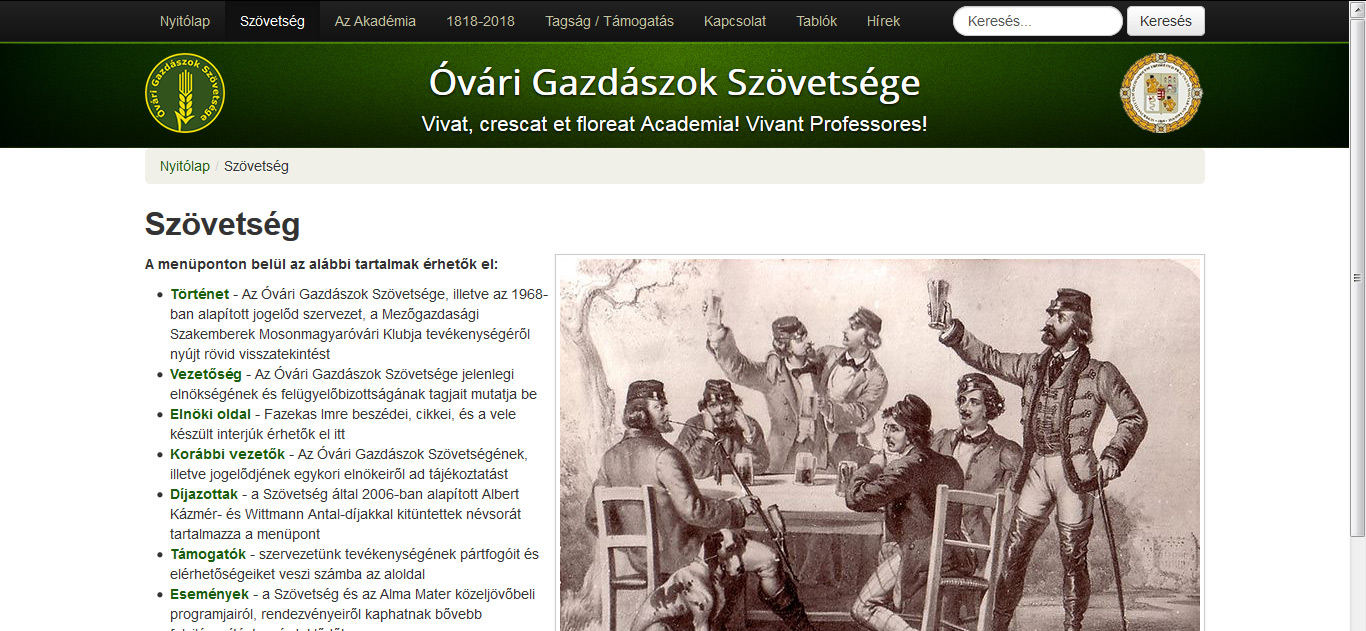 Nyitólap Szövetség Az Akadémia 1818-2018 Tagság / Támogatás Kapcsolat Tablók Hírek Keresés... Keresés
Óvári Gazdászok Szövetsége
Óvári Gazdászok Szövetsége
Vivat, crescat et floreat Academia! Vivant Professores!
Nyitólap / Szövetség
Szövetség
A menüponton belül az alábbi tartalmak érhetők el:
• Történet - Az Óvári Gazdászok Szövetsége, illetve az 1968-
ban alapított jogelőd szervezet, a Mezőgazdasági
Szakemberek Mosonmagyaróvári Klubja tevékenységéről
nyújt rövid visszatekintést
• Vezetőség - Az Óvári Gazdászok Szövetsége jelenlegi
elnökségének és felügyelőbizottságának tagjait mutatja be
• Elnöki oldal - Fazekas Imre beszédei, cikkei, és a vele
készült interjúk érhetők el itt
• Korábbi vezetők - Az Óvári Gazdászok Szövetségének,
illetve jogelődjének egykori elnökeiről ad tájékoztatást
• Díjazottak - a Szövetség által 2006-ban alapított Albert
Kázmér- és Wittmann Antal-díjakkal kitüntettek névsorát
tartalmazza a menüpont
• Támogatók - szervezetünk tevékenységének pártfogóit és
elérhetőségeiket veszi számba az aloldal
• Események - a Szövetség és az Alma Mater közeljövőbeli
programjairól, rendezvényeiről kaphatnak bővebb